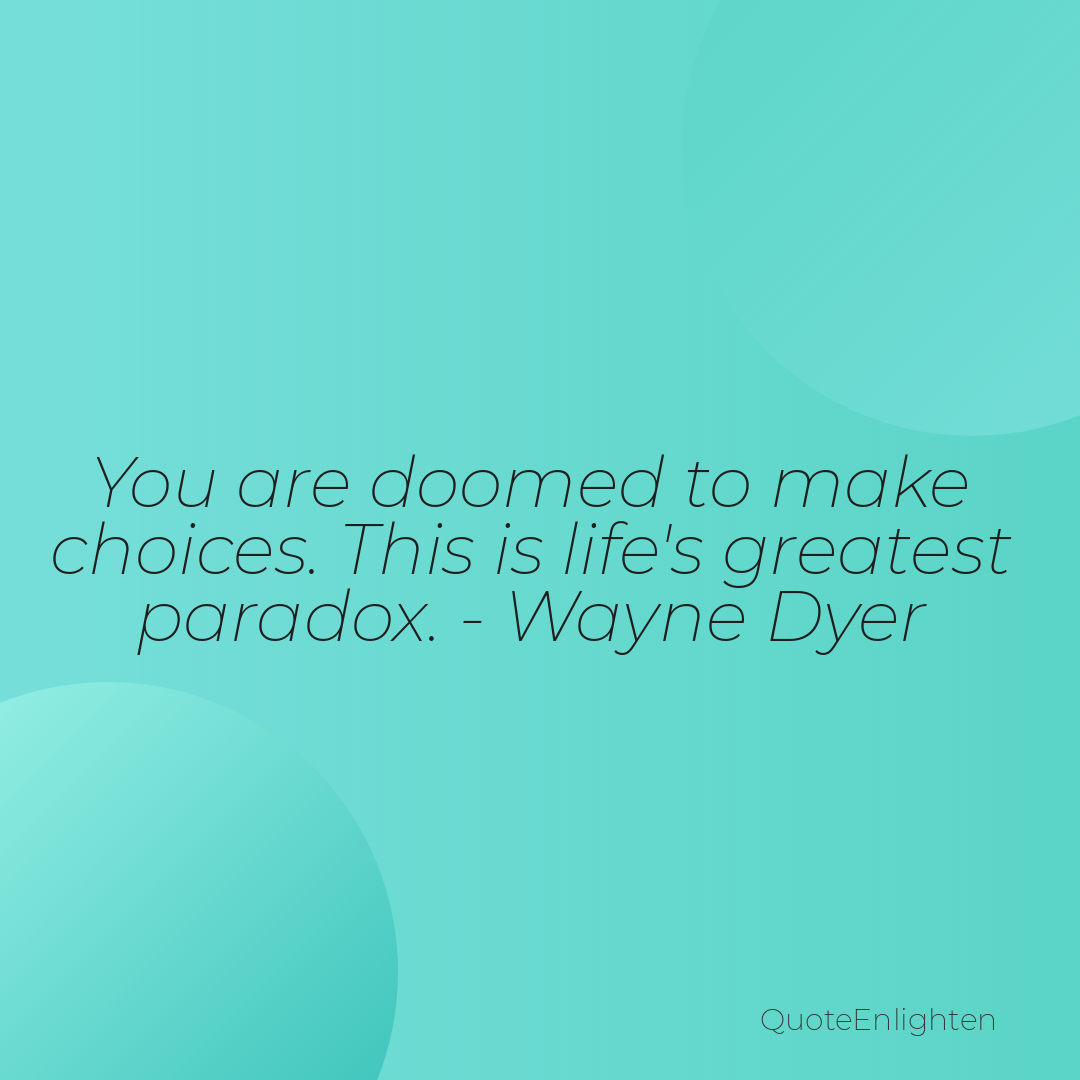 You are doomed to make
choices. This is life's greatest
paradox. - Wayne Dyer
QuoteEnlighten